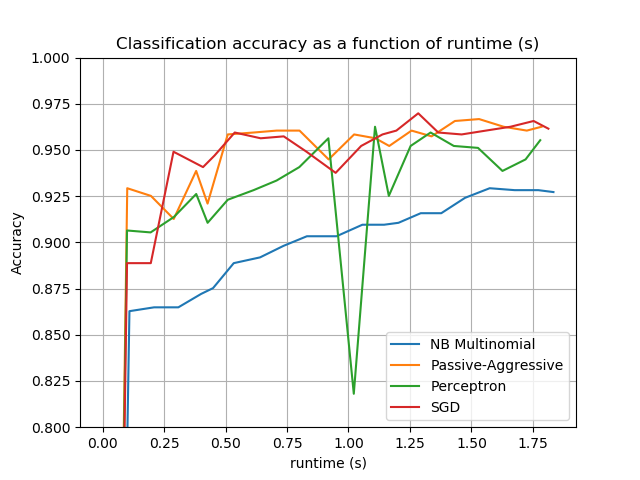 Classification accuracy as a function of runtime (s)
1.000
0.975
0.950
0.925
0.900
0.875
0.850
0.825
0.800
Accuracy
NB Multinomial
Passive-Aggressive
Perceptron
SGD
0.00 0.25 0.50 0.75 1.00 1.25 1.50 1.75
runtime (s)